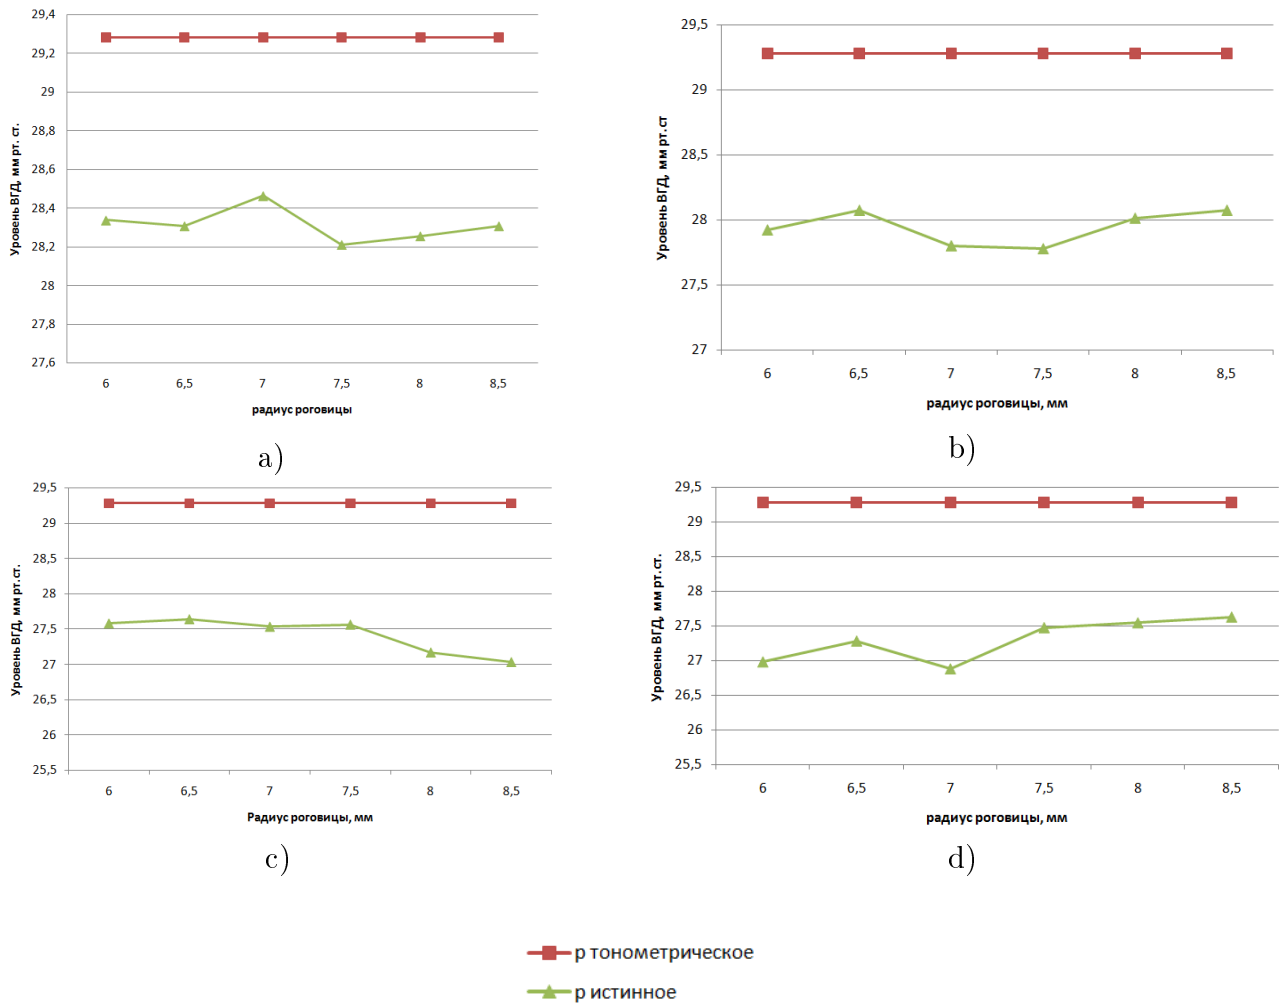 29,4
29,2
29
28,8
28,6
28,4
28,2
28
27,8
27,6
Уровень ВГД, мм рт. ст.
6 6,5 7 7,5 8 8,5
радиус роговицы
a)
29,5
29
28,5
28
27,5
27
Уровень ВГД, мм рт. ст
6 6,5 7 7,5 8 8,5
радиус роговицы, мм
b)
29,5
29
28,5
28
27,5
27
26,5
26
25,5
Уровень ВГД, мм рт. ст.
6 6,5 7 7,5 8 8,5
Радиус роговицы, мм
c)
29,5
29
28,5
28
27,5
27
26,5
26
25,5
Уровень ВГД, мм рт. ст.
6 6,5 7 7,5 8 8,5
радиус роговицы, мм
d)
р тонометрическое
р истинное